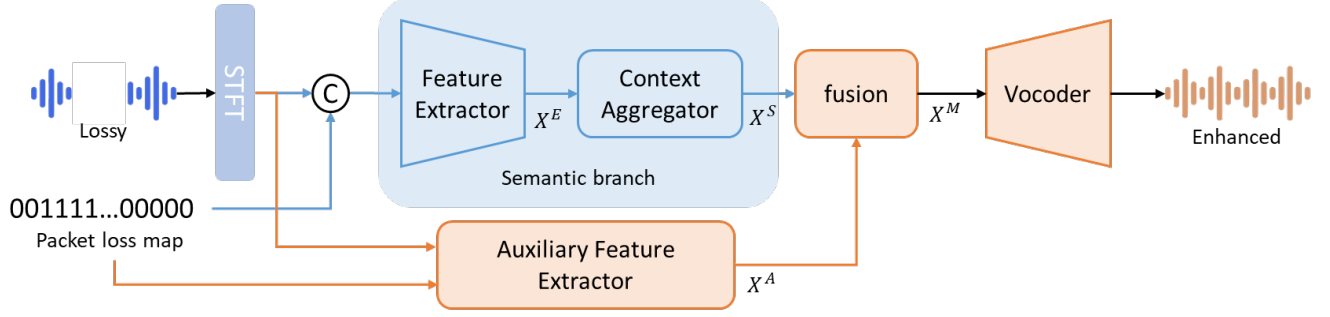 Lossy
STFT
C
Feature
Extractor
X^E
Context
Aggregator
X^S
Semantic branch
fusion
X^M
Vocoder
Enhanced
001111...00000
Packet loss map
Auxiliary Feature
Extractor
X^A